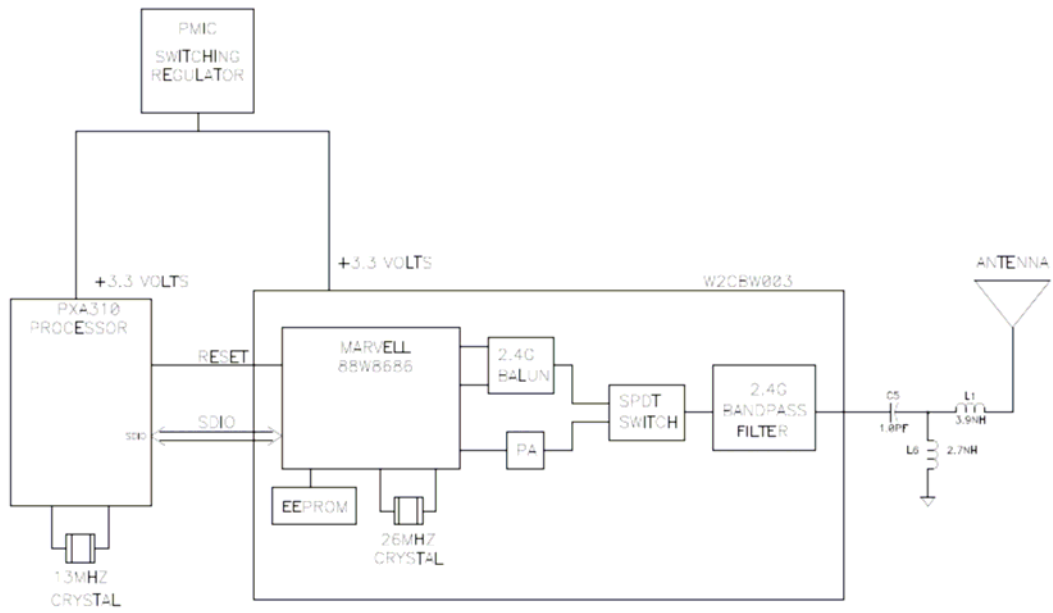 PMIC
SWITCHING
REGULATOR
+3.3 VOLTS
+3.3 VOLTS
W2CBW003
ANTENNA
PXA310
PROCESSOR
RESET
SDIO
SDIO
MARVELL
88W8686
2.4G
BALUN
SPDT
SWITCH
PA
2.4G
BANDPASS
FILTER
C5
1.0PF
L1
3.9NH
L6
2.7NH
EEPROM
26MHZ
CRYSTAL
13MHZ
CRYSTAL